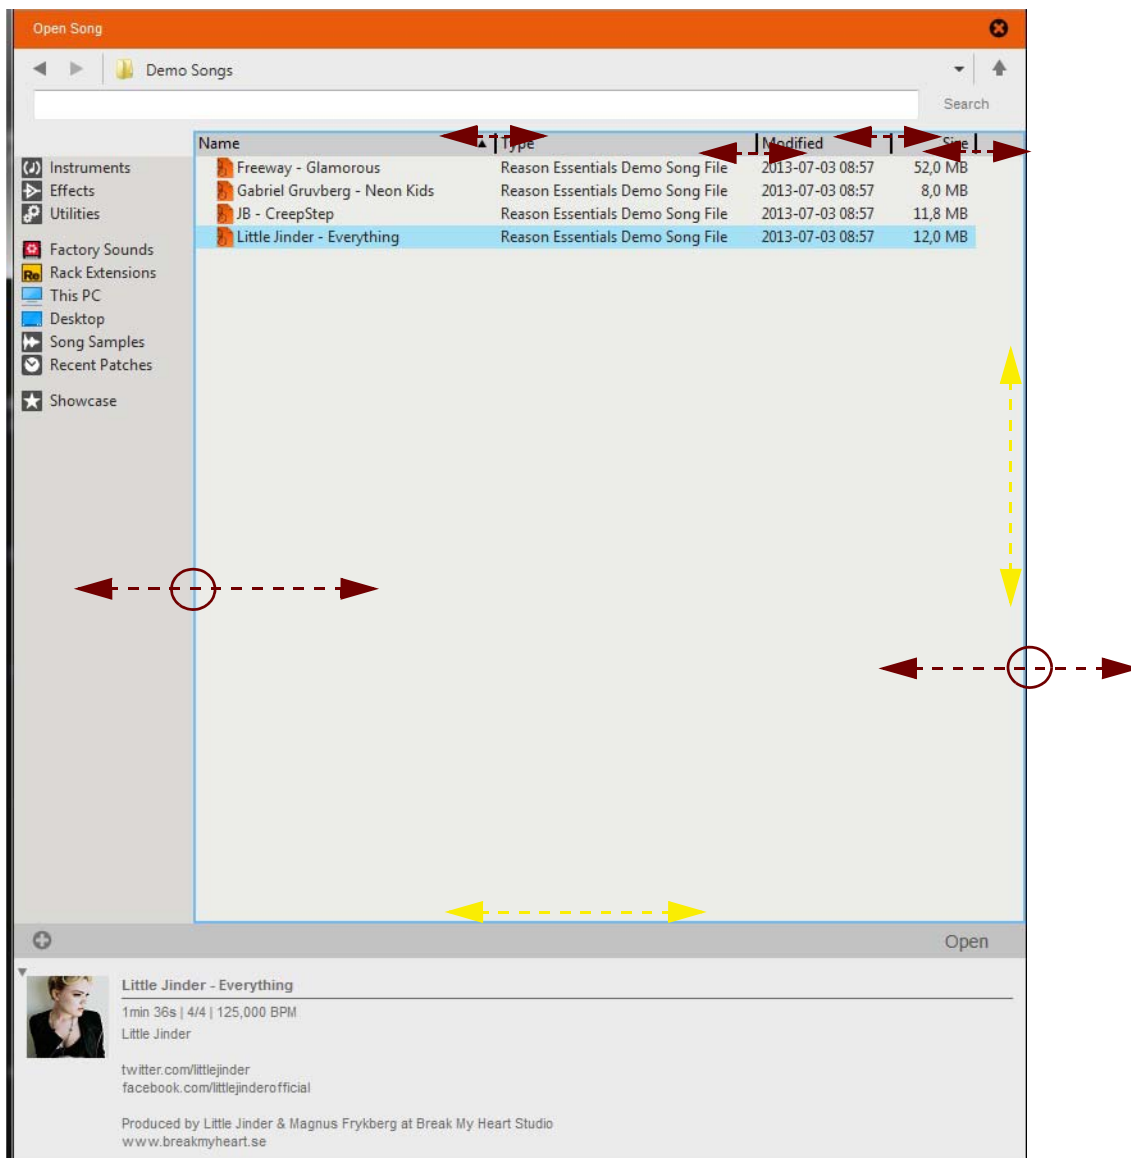 Open Song
Demo Songs
Search
Name Type Modified Size
Instruments
Effects
Utilities
Factory Sounds
Re Rack Extensions
This PC
Desktop
Song Samples
Recent Patches
Showcase
Freeway - Glamorous Reason Essentials Demo Song File 2013-07-03 08:57 52,0 MB
Gabriel Gruvberg - Neon Kids Reason Essentials Demo Song File 2013-07-03 08:57 8,0 MB
JB - CreepStep Reason Essentials Demo Song File 2013-07-03 08:57 11,8 MB
Little Jinder - Everything Reason Essentials Demo Song File 2013-07-03 08:57 12,0 MB
Open
Little Jinder - Everything
1min 36s | 4/4 | 125,000 BPM
Little Jinder
twitter.com/littlejinder
facebook.com/littlejinderofficial
Produced by Little Jinder & Magnus Frykberg at Break My Heart Studio
www.breakmyheart.se